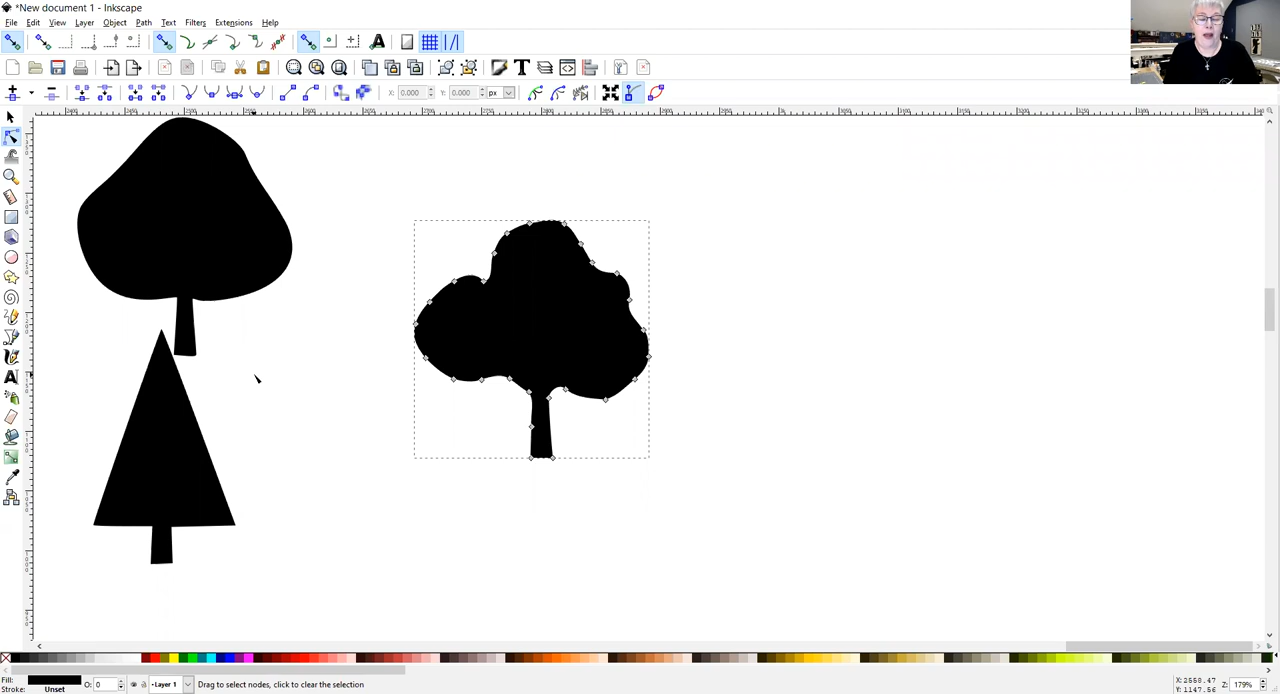 *New document 1 - Inkscape
File Edit View Layer Object Path Text Filters Extensions Help
X: 0.000 Y: 0.000 px
Fill:
Stroke: Unset O: 0 Layer 1 Drag to select nodes, click to clear the selection X: 2558.47 Y: 1147.56 Z: 179%